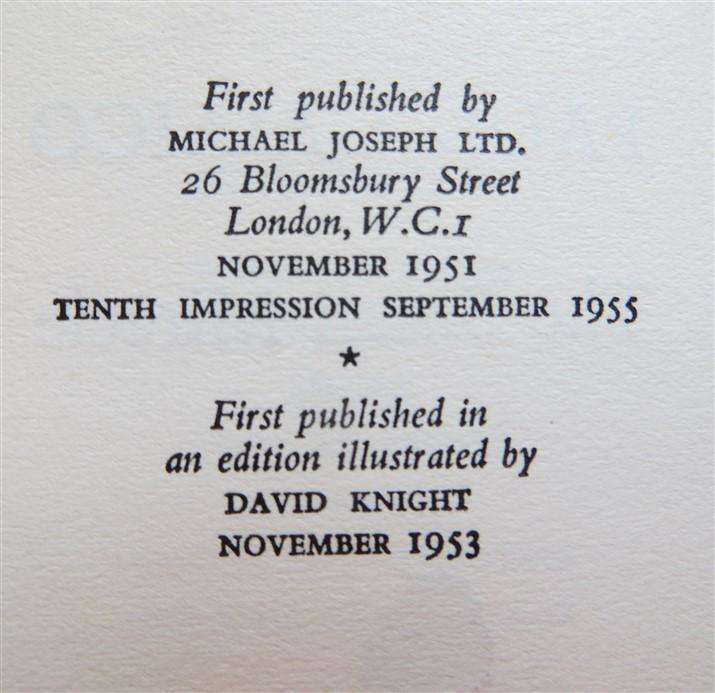 First published by
MICHAEL JOSEPH LTD.
26 Bloomsbury Street
London, W.C.1
NOVEMBER 1951
TENTH IMPRESSION SEPTEMBER 1955
★
First published in
an edition illustrated by
DAVID KNIGHT
NOVEMBER 1953